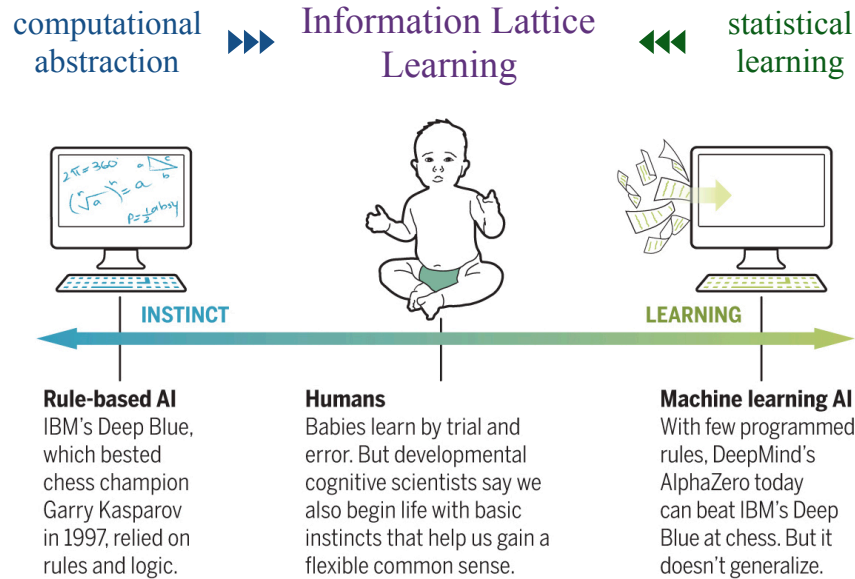 computational
abstraction
Information Lattice
Learning
statistical
learning
2π = 360°
(ⁿ√a)ⁿ = a
a
c
b
INSTINCT
LEARNING
Rule-based AI
IBM’s Deep Blue,
which bested
chess champion
Garry Kasparov
in 1997, relied on
rules and logic.
Humans
Babies learn by trial and
error. But developmental
cognitive scientists say we
also begin life with basic
instincts that help us gain a
flexible common sense.
Machine learning AI
With few programmed
rules, DeepMind’s
AlphaZero today
can beat IBM’s Deep
Blue at chess. But it
doesn’t generalize.